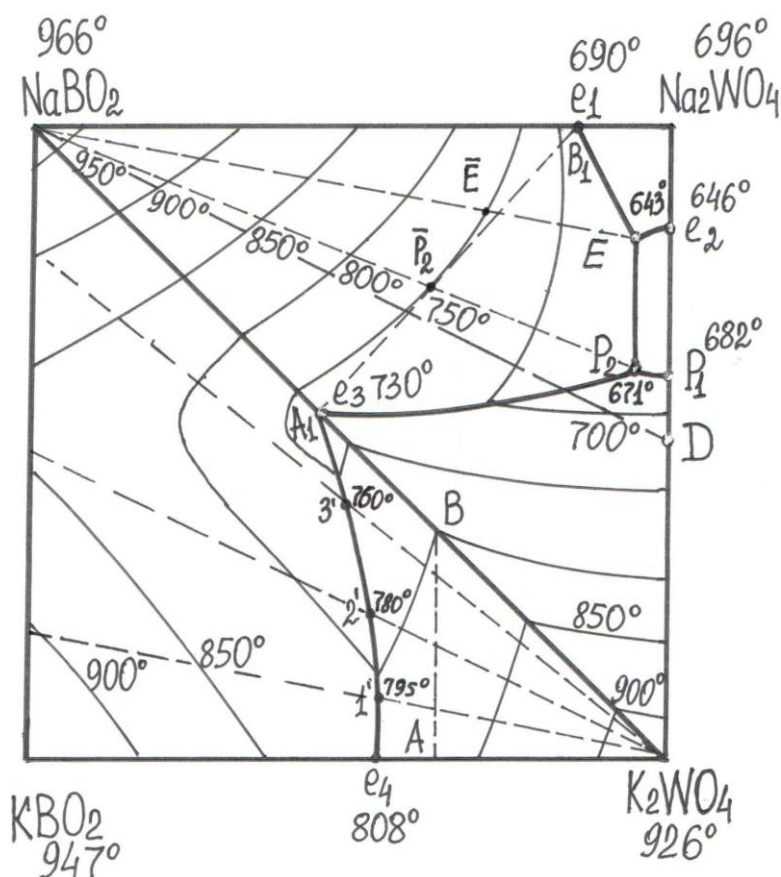 966°
NaBO₂
690°
e₁
696°
Na₂WO₄
B₁
643°
646°
e₂
950°
900°
850°
800°
750°
Ē
E
P̄₂
P₂
682°
P₁
671°
e₃ 730°
A₁
700°
D
3'
760°
B
2'
780°
850°
900°
850°
1'
795°
900°
A
e₄
808°
KBO₂
947°
K₂WO₄
926°